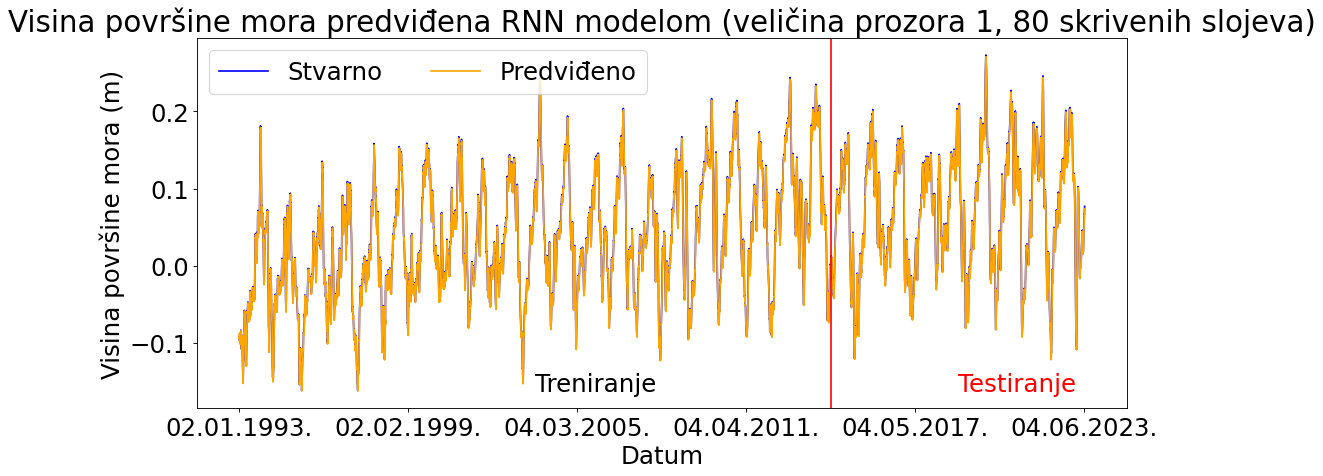 Visina površine mora predviđena RNN modelom (veličina prozora 1, 80 skrivenih slojeva)
Stvarno Predviđeno
Visina površine mora (m)
0.2
0.1
0.0
−0.1
Treniranje Testiranje
02.01.1993. 02.02.1999. 04.03.2005. 04.04.2011. 04.05.2017. 04.06.2023.
Datum